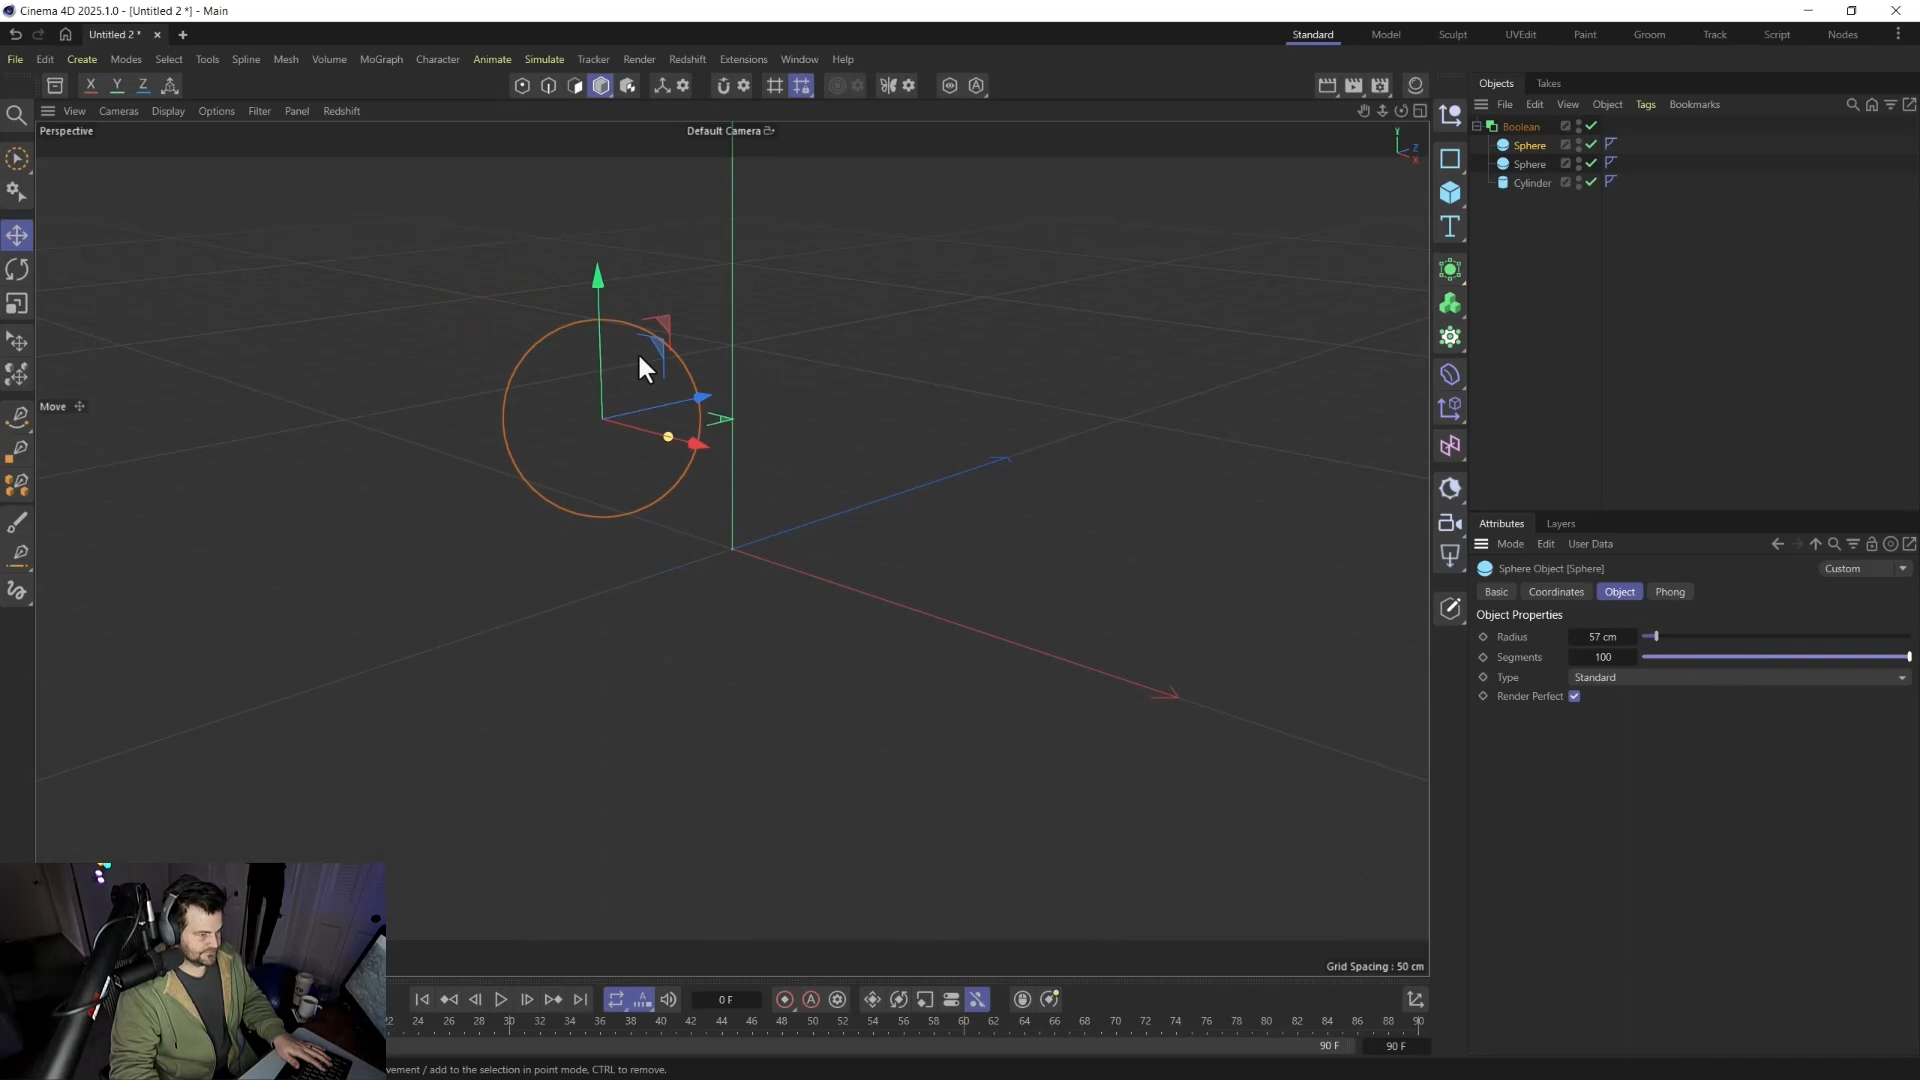 Cinema 4D 2025.1.0 - [Untitled 2 *] - Main
Untitled 2 *
Standard Model Sculpt UVEdit Paint Groom Track Script Nodes
File Edit Create Modes Select Tools Spline Mesh Volume MoGraph Character Animate Simulate Tracker Render Redshift Extensions Window Help
X Y Z
View Cameras Display Options Filter Panel Redshift
Perspective
Default Camera
Y
Z
X
Move
Grid Spacing : 50 cm
Objects Takes
File Edit View Object Tags Bookmarks
Boolean
Sphere
Sphere
Cylinder
Attributes Layers
Mode Edit User Data
Sphere Object [Sphere]
Custom
Basic Coordinates Object Phong
Object Properties
Radius 57 cm
Segments 100
Type Standard
Render Perfect
0 F
22 24 26 28 30 32 34 36 38 40 42 44 46 48 50 52 54 56 58 60 62 64 66 68 70 72 74 76 78 80 82 84 86 88 90
90 F 90 F
vement / add to the selection in point mode, CTRL to remove.